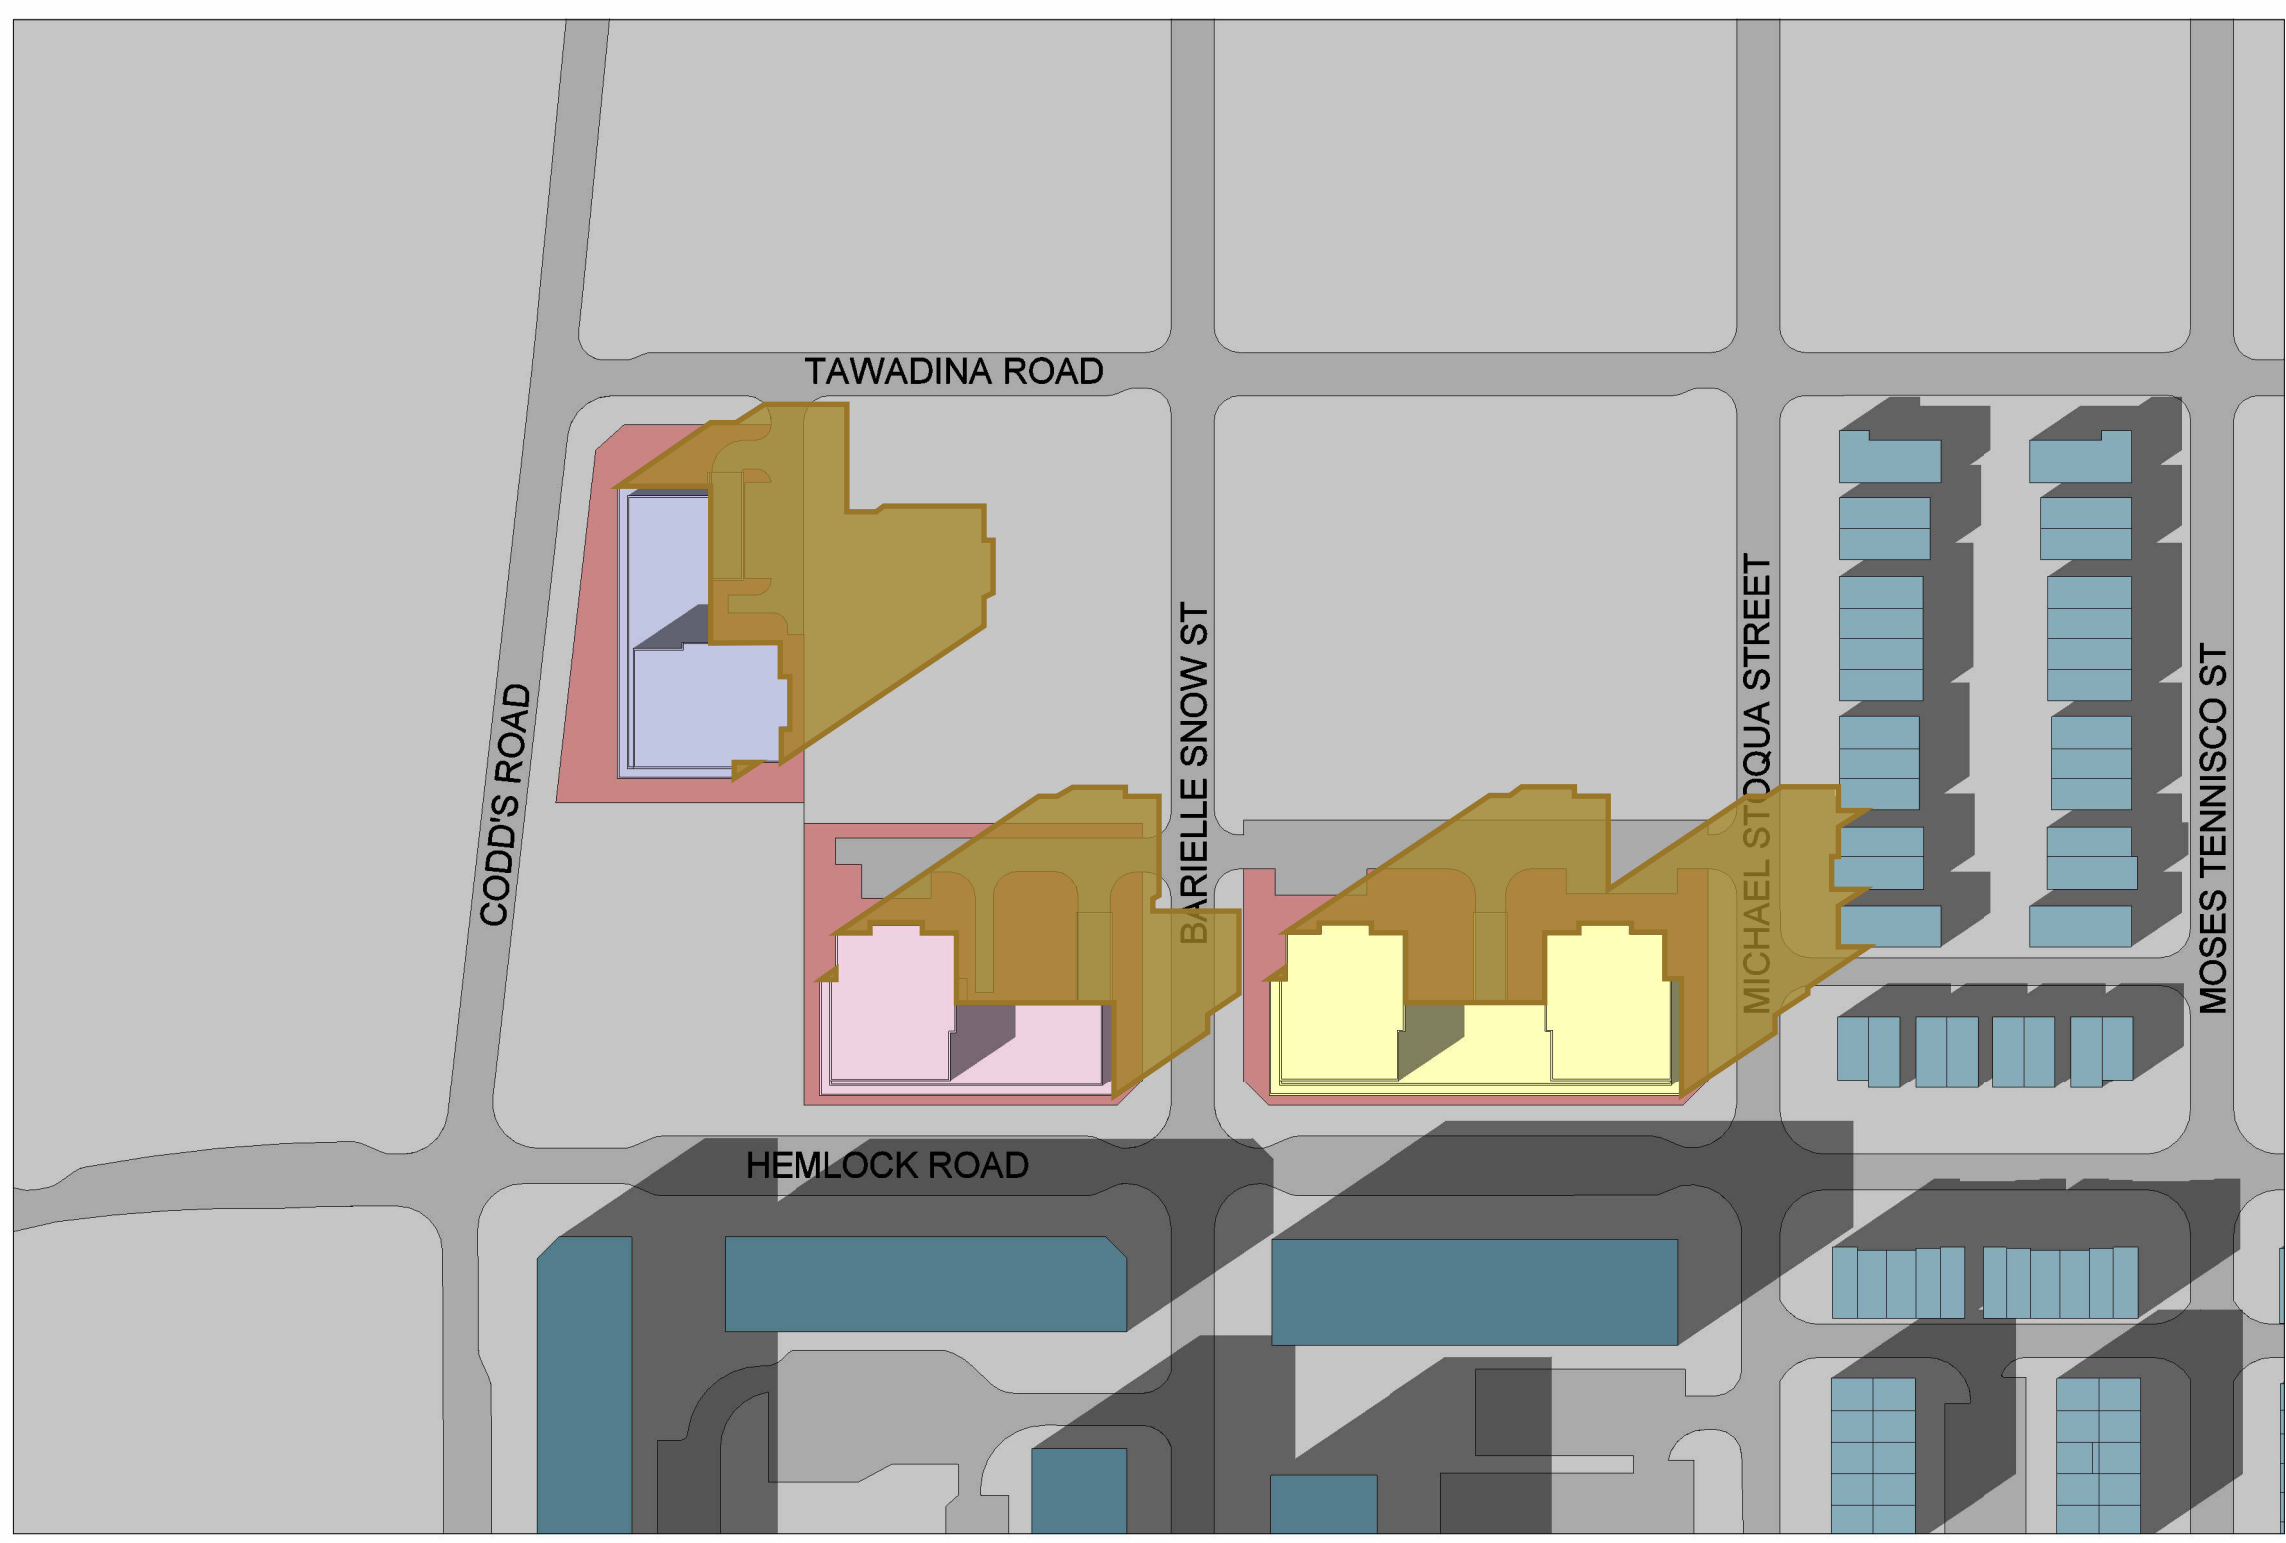 TAWADINA ROAD
CODD'S ROAD
BARIELLE SNOW ST
MICHAEL STOQUA STREET
MOSES TENNISCO ST
HEMLOCK ROAD